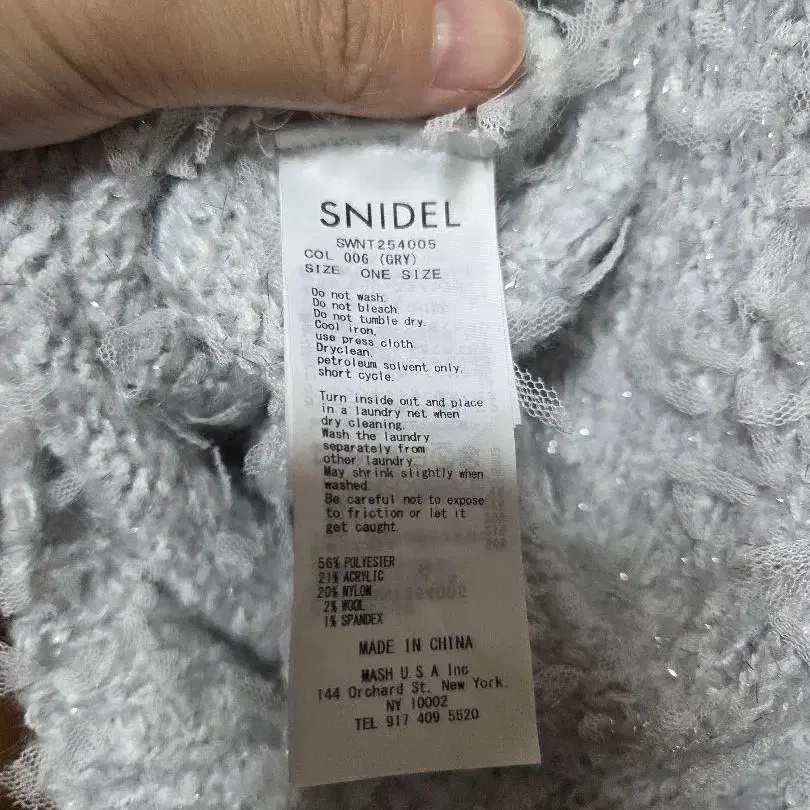 SNIDEL
SWNT254005
COL 006 (GRY)
SIZE ONE SIZE
Do not wash.
Do not bleach.
Do not tumble dry.
Cool iron,
use press cloth.
Dryclean,
petroleum solvent only,
short cycle.
Turn inside out and place
in a laundry net when
dry cleaning.
Wash the laundry
separately from
other laundry.
May shrink slightly when
washed.
Be careful not to expose
to friction or let it
get caught.
56% POLYESTER
21% ACRYLIC
20% NYLON
2% WOOL
1% SPANDEX
MADE IN CHINA
MASH U.S.A Inc
144 Orchard St. New York.
NY 10002
TEL 917 409 5520